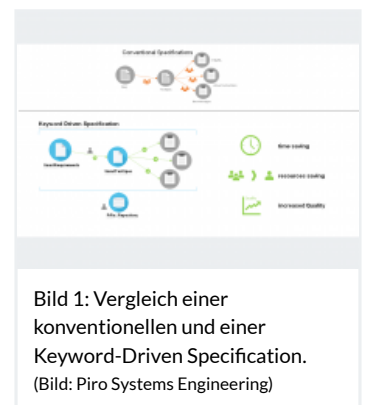 Conventional Specifications
Keyword Driven Specification
time saving
resources saving
Increased Quality
Bild 1: Vergleich einer
konventionellen und einer
Keyword-Driven Specification.
(Bild: Piro Systems Engineering)